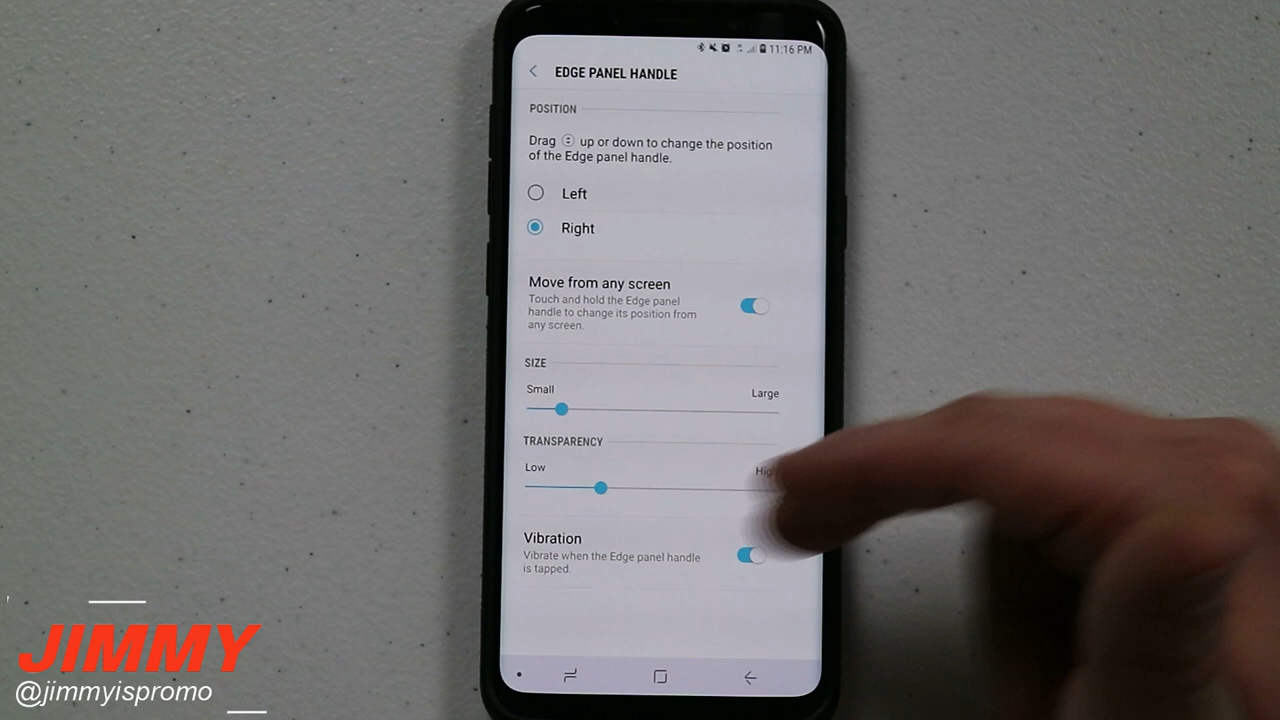 11:16 PM
EDGE PANEL HANDLE
POSITION
Drag up or down to change the position
of the Edge panel handle.
Left
Right
Move from any screen
Touch and hold the Edge panel
handle to change its position from
any screen.
SIZE
Small Large
TRANSPARENCY
Low High
Vibration
Vibrate when the Edge panel handle
is tapped.
JIMMY
@jimmyispromo